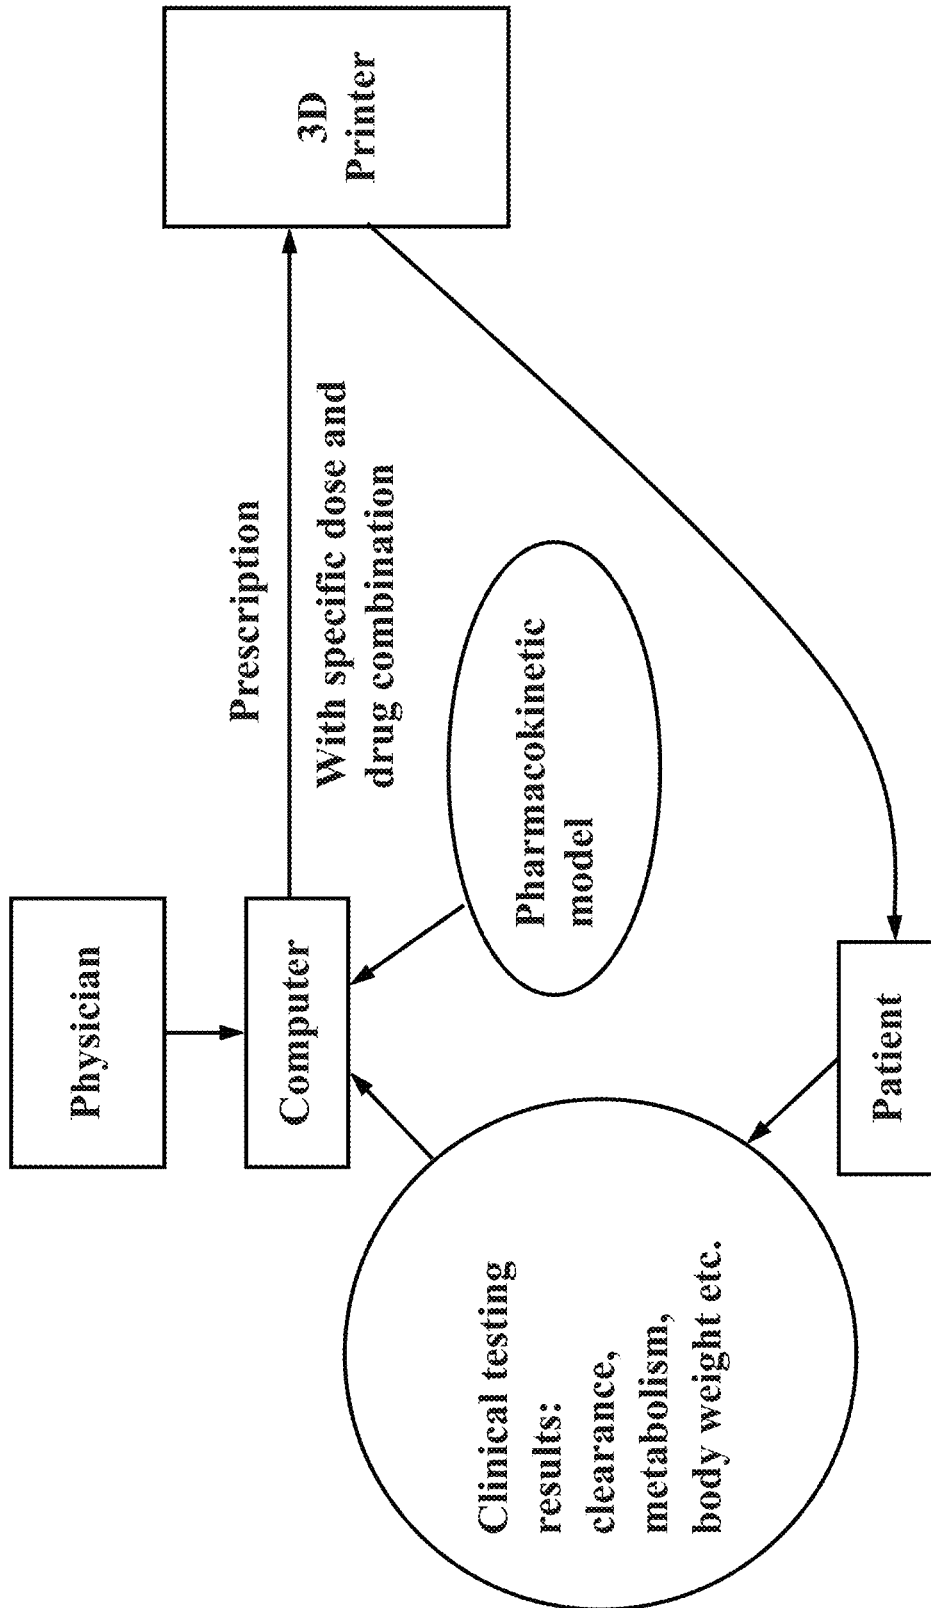 Physician
Computer
Prescription
With specific dose and
drug combination
3D
Printer
Pharmacokinetic
model
Clinical testing
results:
clearance,
metabolism,
body weight etc.
Patient